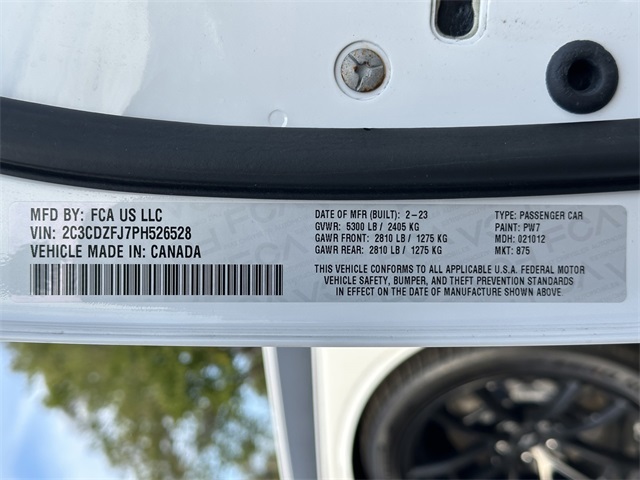 MFD BY: FCA US LLC
VIN: 2C3CDZFJ7PH526528
VEHICLE MADE IN: CANADA
DATE OF MFR (BUILT): 2-23
GVWR: 5300 LB / 2405 KG
GAWR FRONT: 2810 LB / 1275 KG
GAWR REAR: 2810 LB / 1275 KG
TYPE: PASSENGER CAR
PAINT: PW7
MDH: 021012
MKT: 875
THIS VEHICLE CONFORMS TO ALL APPLICABLE U.S.A. FEDERAL MOTOR
VEHICLE SAFETY, BUMPER, AND THEFT PREVENTION STANDARDS
IN EFFECT ON THE DATE OF MANUFACTURE SHOWN ABOVE